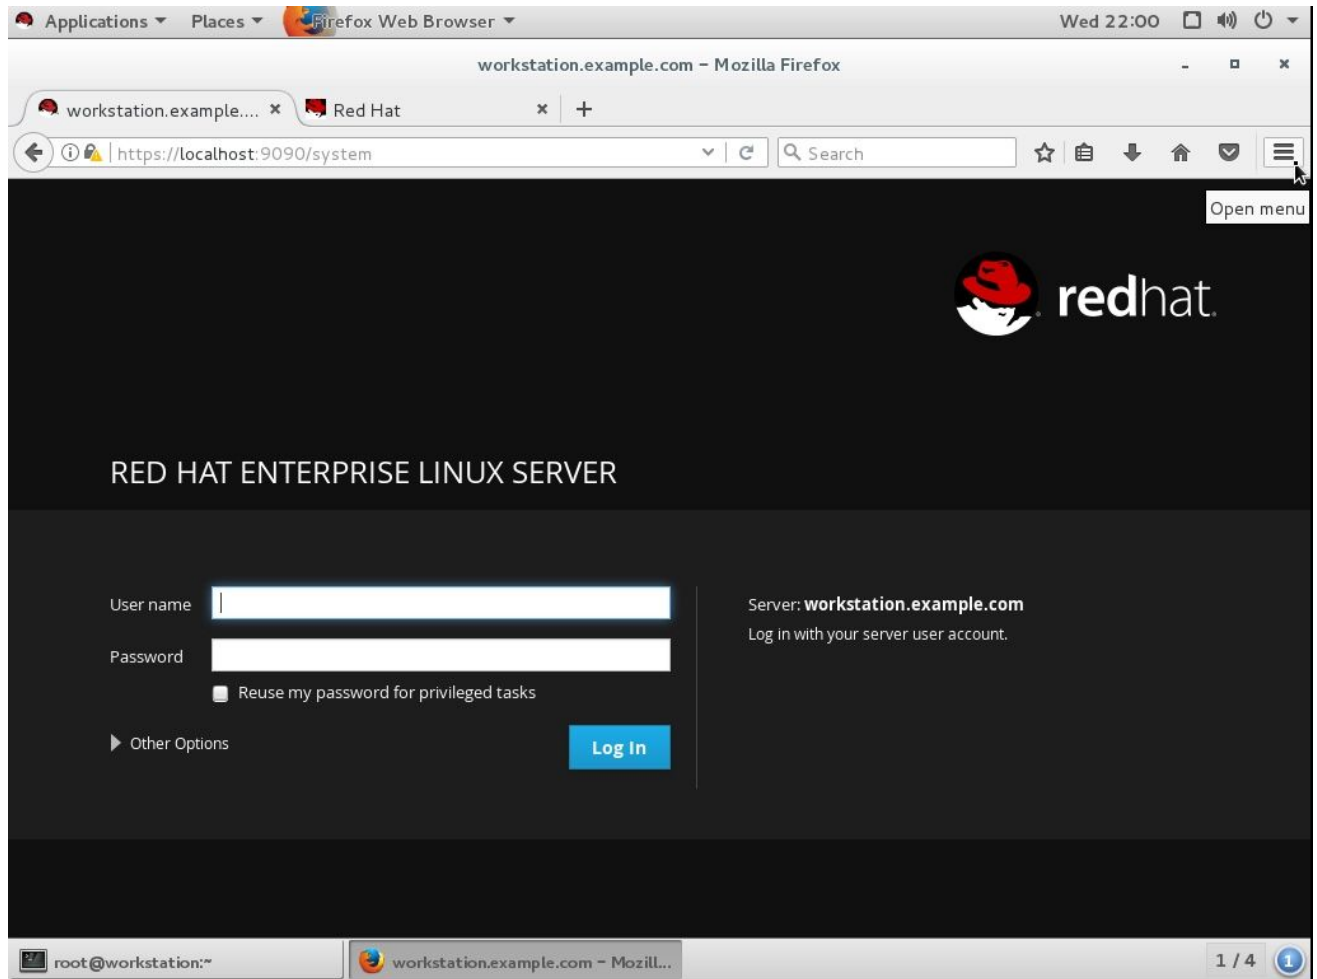 Applications Places Firefox Web Browser Wed 22:00
workstation.example.com – Mozilla Firefox
workstation.example.... × Red Hat × +
https://localhost:9090/system Search
Open menu
redhat.
RED HAT ENTERPRISE LINUX SERVER
User name
Server: workstation.example.com
Log in with your server user account.
Password
Reuse my password for privileged tasks
Other Options
Log In
root@workstation:~ workstation.example.com – Mozill... 1 / 4 1